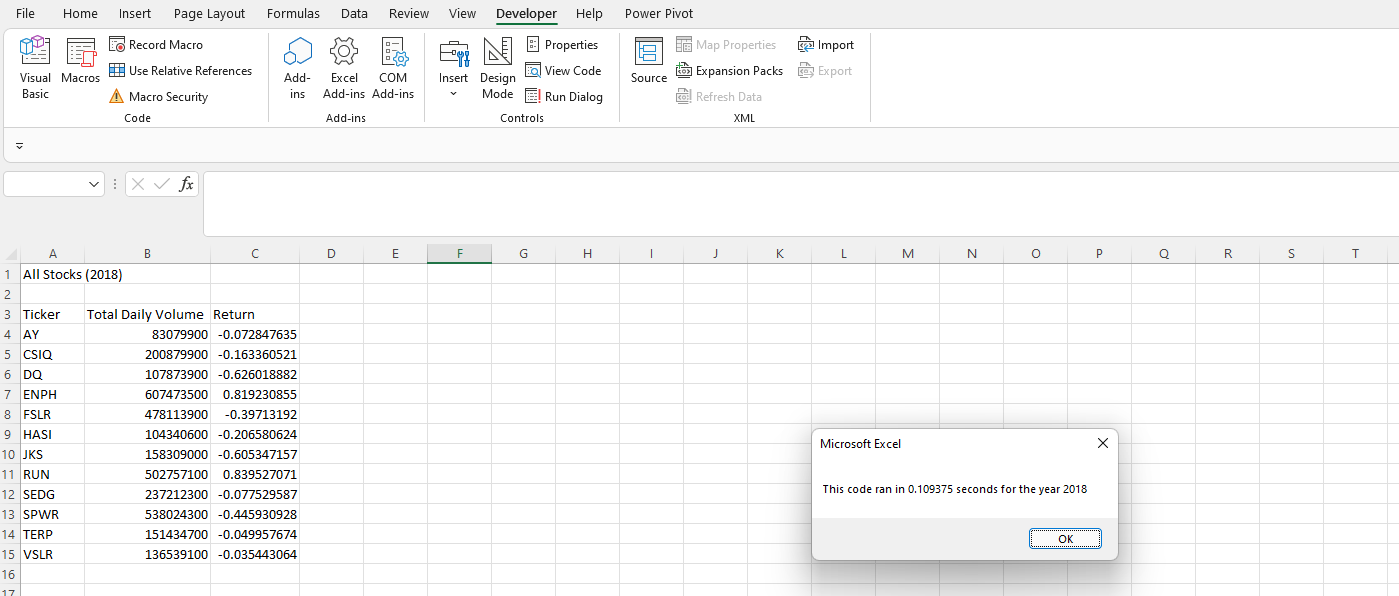 File Home Insert Page Layout Formulas Data Review View Developer Help Power Pivot
Visual Basic
Macros
Record Macro
Use Relative References
Macro Security
Code
Add-ins
Excel Add-ins
COM Add-ins
Add-ins
Insert
Design Mode
Properties
View Code
Run Dialog
Controls
Source
Map Properties
Expansion Packs
Refresh Data
Import
Export
XML
fx
A B C D E F G H I J K L M N O P Q R S T
1 All Stocks (2018)
2
3 Ticker Total Daily Volume Return
4 AY 83079900 -0.072847635
5 CSIQ 200879900 -0.163360521
6 DQ 107873900 -0.626018882
7 ENPH 607473500 0.819230855
8 FSLR 478113900 -0.39713192
9 HASI 104340600 -0.206580624
10 JKS 158309000 -0.605347157
11 RUN 502757100 0.839527071
12 SEDG 237212300 -0.077529587
13 SPWR 538024300 -0.445930928
14 TERP 151434700 -0.049957674
15 VSLR 136539100 -0.035443064
16
17
Microsoft Excel
This code ran in 0.109375 seconds for the year 2018
OK